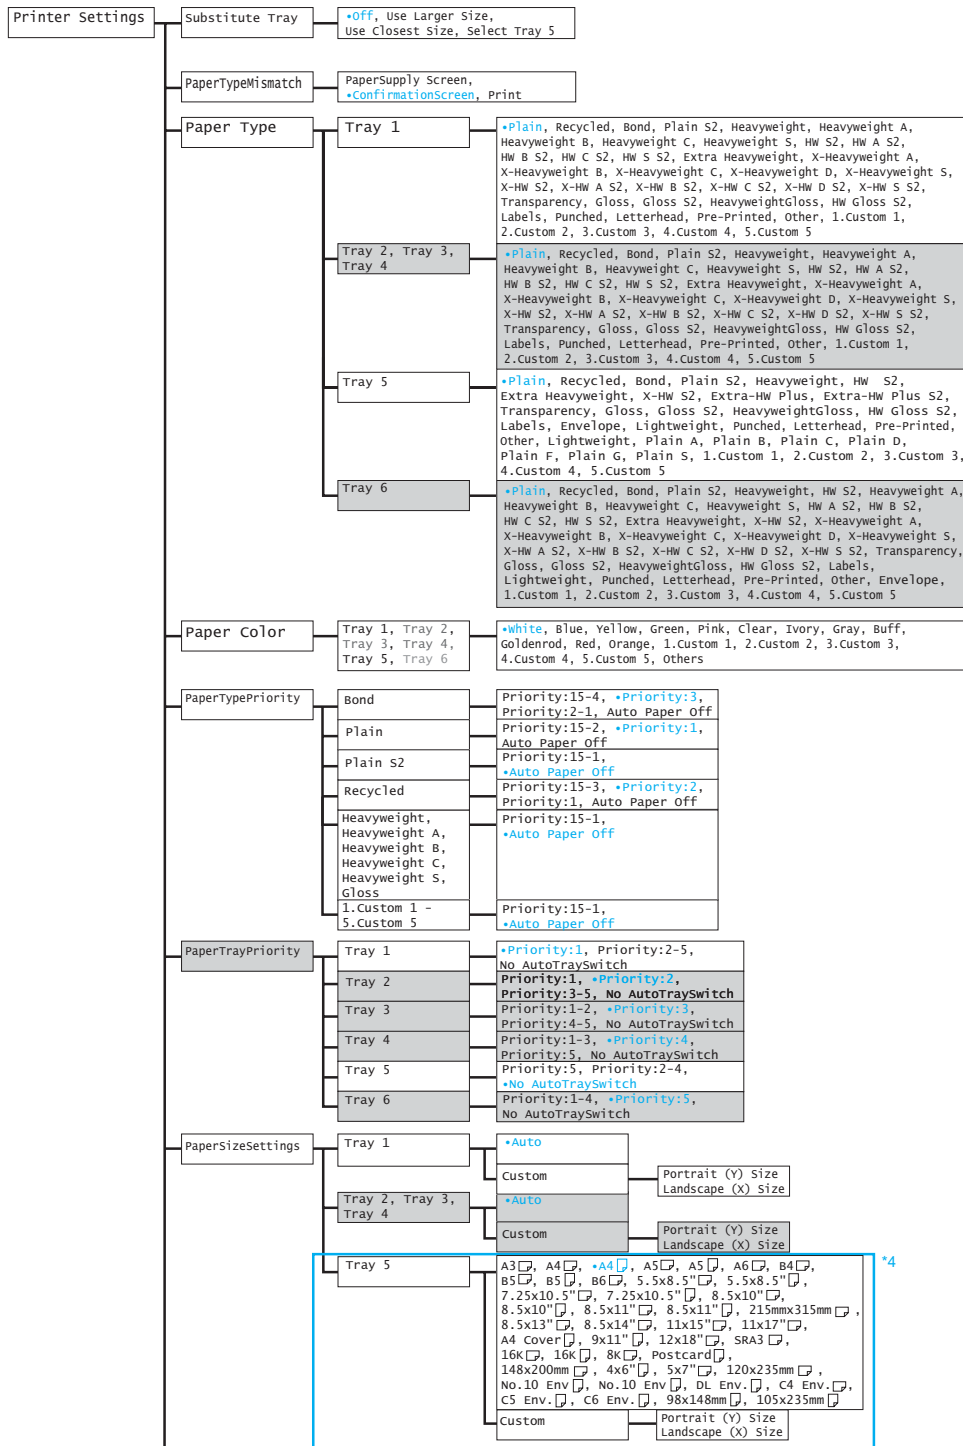 Printer Settings
Substitute Tray
•Off, Use Larger Size,
Use Closest Size, Select Tray 5
PaperTypeMismatch
PaperSupply Screen,
•ConfirmationScreen, Print
Paper Type
Tray 1
•Plain, Recycled, Bond, Plain S2, Heavyweight, Heavyweight A,
Heavyweight B, Heavyweight C, Heavyweight S, HW S2, HW A S2,
HW B S2, HW C S2, HW S S2, Extra Heavyweight, X-Heavyweight A,
X-Heavyweight B, X-Heavyweight C, X-Heavyweight D, X-Heavyweight S,
X-HW S2, X-HW A S2, X-HW B S2, X-HW C S2, X-HW D S2, X-HW S S2,
Transparency, Gloss, Gloss S2, HeavyweightGloss, HW Gloss S2,
Labels, Punched, Letterhead, Pre-Printed, Other, 1.Custom 1,
2.Custom 2, 3.Custom 3, 4.Custom 4, 5.Custom 5
Tray 2, Tray 3,
Tray 4
•Plain, Recycled, Bond, Plain S2, Heavyweight, Heavyweight A,
Heavyweight B, Heavyweight C, Heavyweight S, HW S2, HW A S2,
HW B S2, HW C S2, HW S S2, Extra Heavyweight, X-Heavyweight A,
X-Heavyweight B, X-Heavyweight C, X-Heavyweight D, X-Heavyweight S,
X-HW S2, X-HW A S2, X-HW B S2, X-HW C S2, X-HW D S2, X-HW S S2,
Transparency, Gloss, Gloss S2, HeavyweightGloss, HW Gloss S2,
Labels, Punched, Letterhead, Pre-Printed, Other, 1.Custom 1,
2.Custom 2, 3.Custom 3, 4.Custom 4, 5.Custom 5
Tray 5
•Plain, Recycled, Bond, Plain S2, Heavyweight, HW S2,
Extra Heavyweight, X-HW S2, Extra-HW Plus, Extra-HW Plus S2,
Transparency, Gloss, Gloss S2, HeavyweightGloss, HW Gloss S2,
Labels, Envelope, Lightweight, Punched, Letterhead, Pre-Printed,
Other, Lightweight, Plain A, Plain B, Plain C, Plain D,
Plain F, Plain G, Plain S, 1.Custom 1, 2.Custom 2, 3.Custom 3,
4.Custom 4, 5.Custom 5
Tray 6
•Plain, Recycled, Bond, Plain S2, Heavyweight, HW S2, Heavyweight A,
Heavyweight B, Heavyweight C, Heavyweight S, HW A S2, HW B S2,
HW C S2, HW S S2, Extra Heavyweight, X-HW S2, X-Heavyweight A,
X-Heavyweight B, X-Heavyweight C, X-Heavyweight D, X-Heavyweight S,
X-HW A S2, X-HW B S2, X-HW C S2, X-HW D S2, X-HW S S2, Transparency,
Gloss, Gloss S2, HeavyweightGloss, HW Gloss S2, Labels,
Lightweight, Punched, Letterhead, Pre-Printed, Other, Envelope,
1.Custom 1, 2.Custom 2, 3.Custom 3, 4.Custom 4, 5.Custom 5
Paper Color
Tray 1, Tray 2,
Tray 3, Tray 4,
Tray 5, Tray 6
•White, Blue, Yellow, Green, Pink, Clear, Ivory, Gray, Buff,
Goldenrod, Red, Orange, 1.Custom 1, 2.Custom 2, 3.Custom 3,
4.Custom 4, 5.Custom 5, Others
PaperTypePriority
Bond
Priority:15-4, •Priority:3,
Priority:2-1, Auto Paper Off
Plain
Priority:15-2, •Priority:1,
Auto Paper Off
Plain S2
Priority:15-1,
•Auto Paper Off
Recycled
Priority:15-3, •Priority:2,
Priority:1, Auto Paper Off
Heavyweight,
Heavyweight A,
Heavyweight B,
Heavyweight C,
Heavyweight S,
Gloss
Priority:15-1,
•Auto Paper Off
1.Custom 1 -
5.Custom 5
Priority:15-1,
•Auto Paper Off
PaperTrayPriority
Tray 1
•Priority:1, Priority:2-5,
No AutoTraySwitch
Tray 2
Priority:1, •Priority:2,
Priority:3-5, No AutoTraySwitch
Tray 3
Priority:1-2, •Priority:3,
Priority:4-5, No AutoTraySwitch
Tray 4
Priority:1-3, •Priority:4,
Priority:5, No AutoTraySwitch
Tray 5
Priority:5, Priority:2-4,
•No AutoTraySwitch
Tray 6
Priority:1-4, •Priority:5,
No AutoTraySwitch
PaperSizeSettings
Tray 1
•Auto
Custom
Portrait (Y) Size
Landscape (X) Size
Tray 2, Tray 3,
Tray 4
•Auto
Custom
Portrait (Y) Size
Landscape (X) Size
*4
Tray 5
A3, A4, •A4, A5, A5, A6, B4,
B5, B5, B6, 5.5x8.5", 5.5x8.5",
7.25x10.5", 7.25x10.5", 8.5x10",
8.5x10", 8.5x11", 8.5x11", 215mmx315mm,
8.5x13", 8.5x14", 11x15", 11x17",
A4 Cover, 9x11", 12x18", SRA3,
16K, 16K, 8K, Postcard,
148x200mm, 4x6", 5x7", 120x235mm,
No.10 Env, No.10 Env, DL Env., C4 Env.,
C5 Env., C6 Env., 98x148mm, 105x235mm
Custom
Portrait (Y) Size
Landscape (X) Size